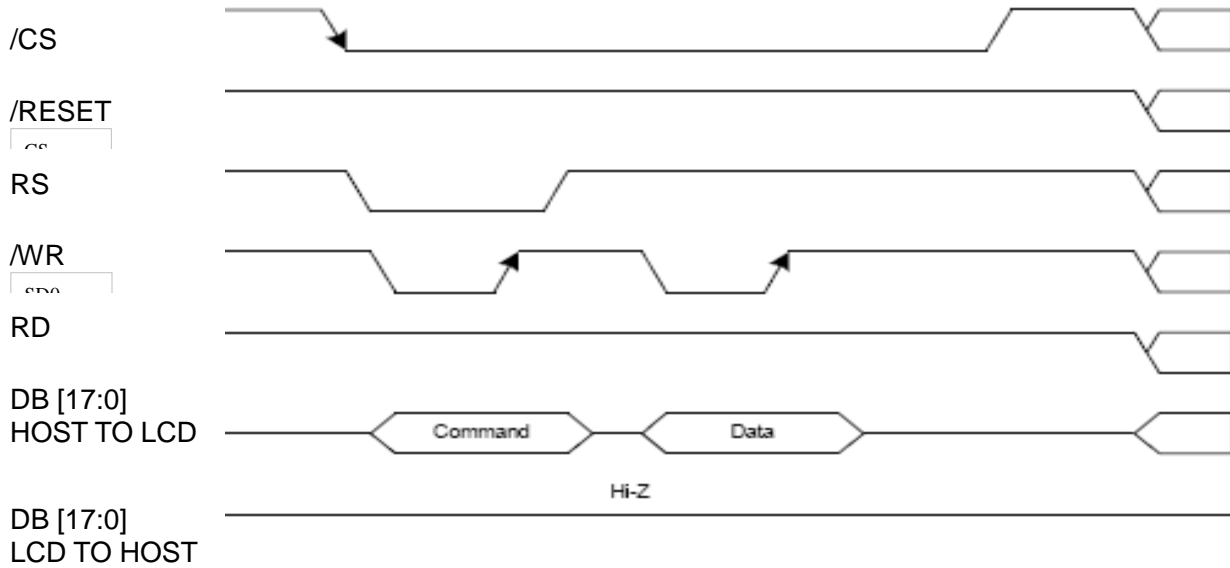 /CS
/RESET
RS
/WR
RD
DB [17:0]
HOST TO LCD
Command
Data
Hi-Z
DB [17:0]
LCD TO HOST